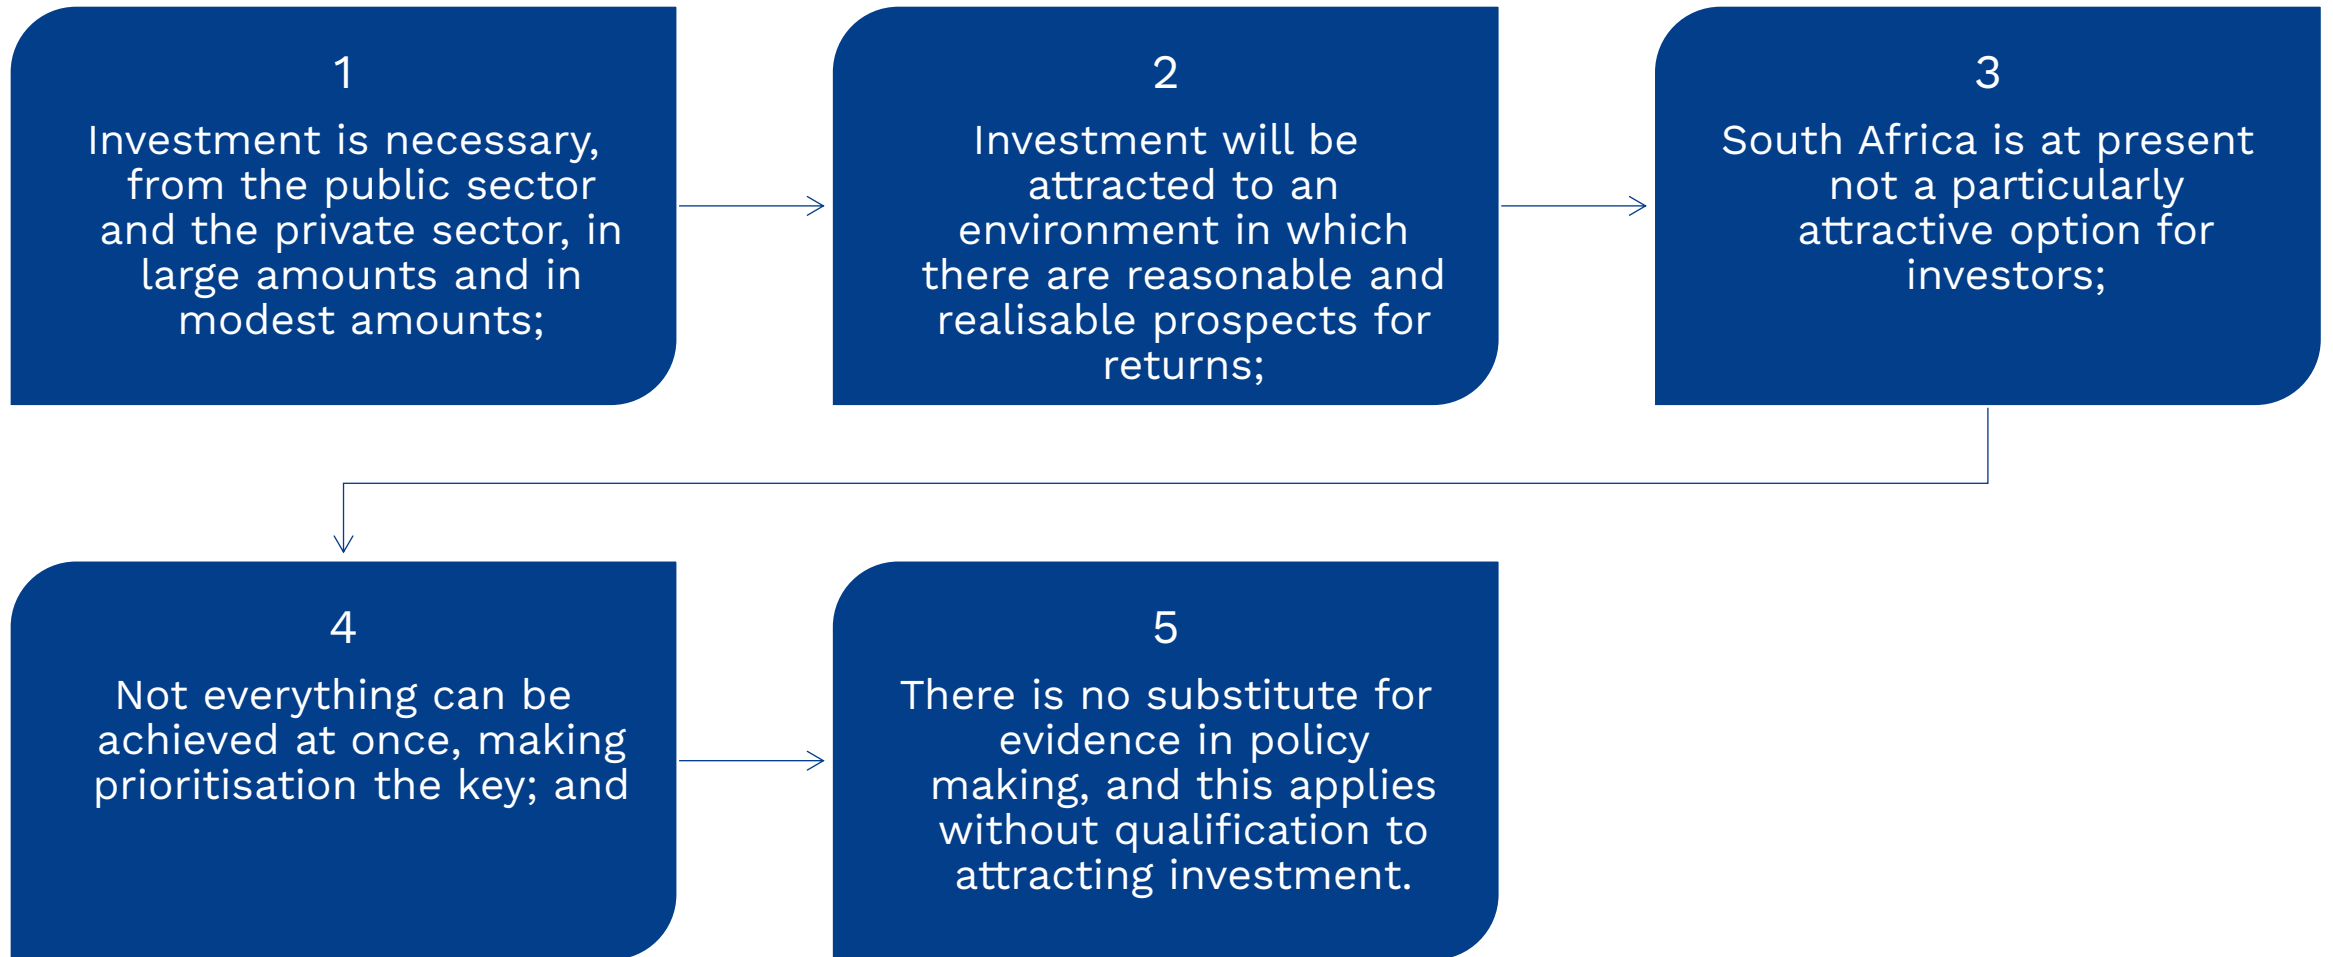 1
Investment is necessary,
from the public sector
and the private sector, in
large amounts and in
modest amounts;
2
Investment will be
attracted to an
environment in which
there are reasonable and
realisable prospects for
returns;
3
South Africa is at present
not a particularly
attractive option for
investors;
4
Not everything can be
achieved at once, making
prioritisation the key; and
5
There is no substitute for
evidence in policy
making, and this applies
without qualification to
attracting investment.